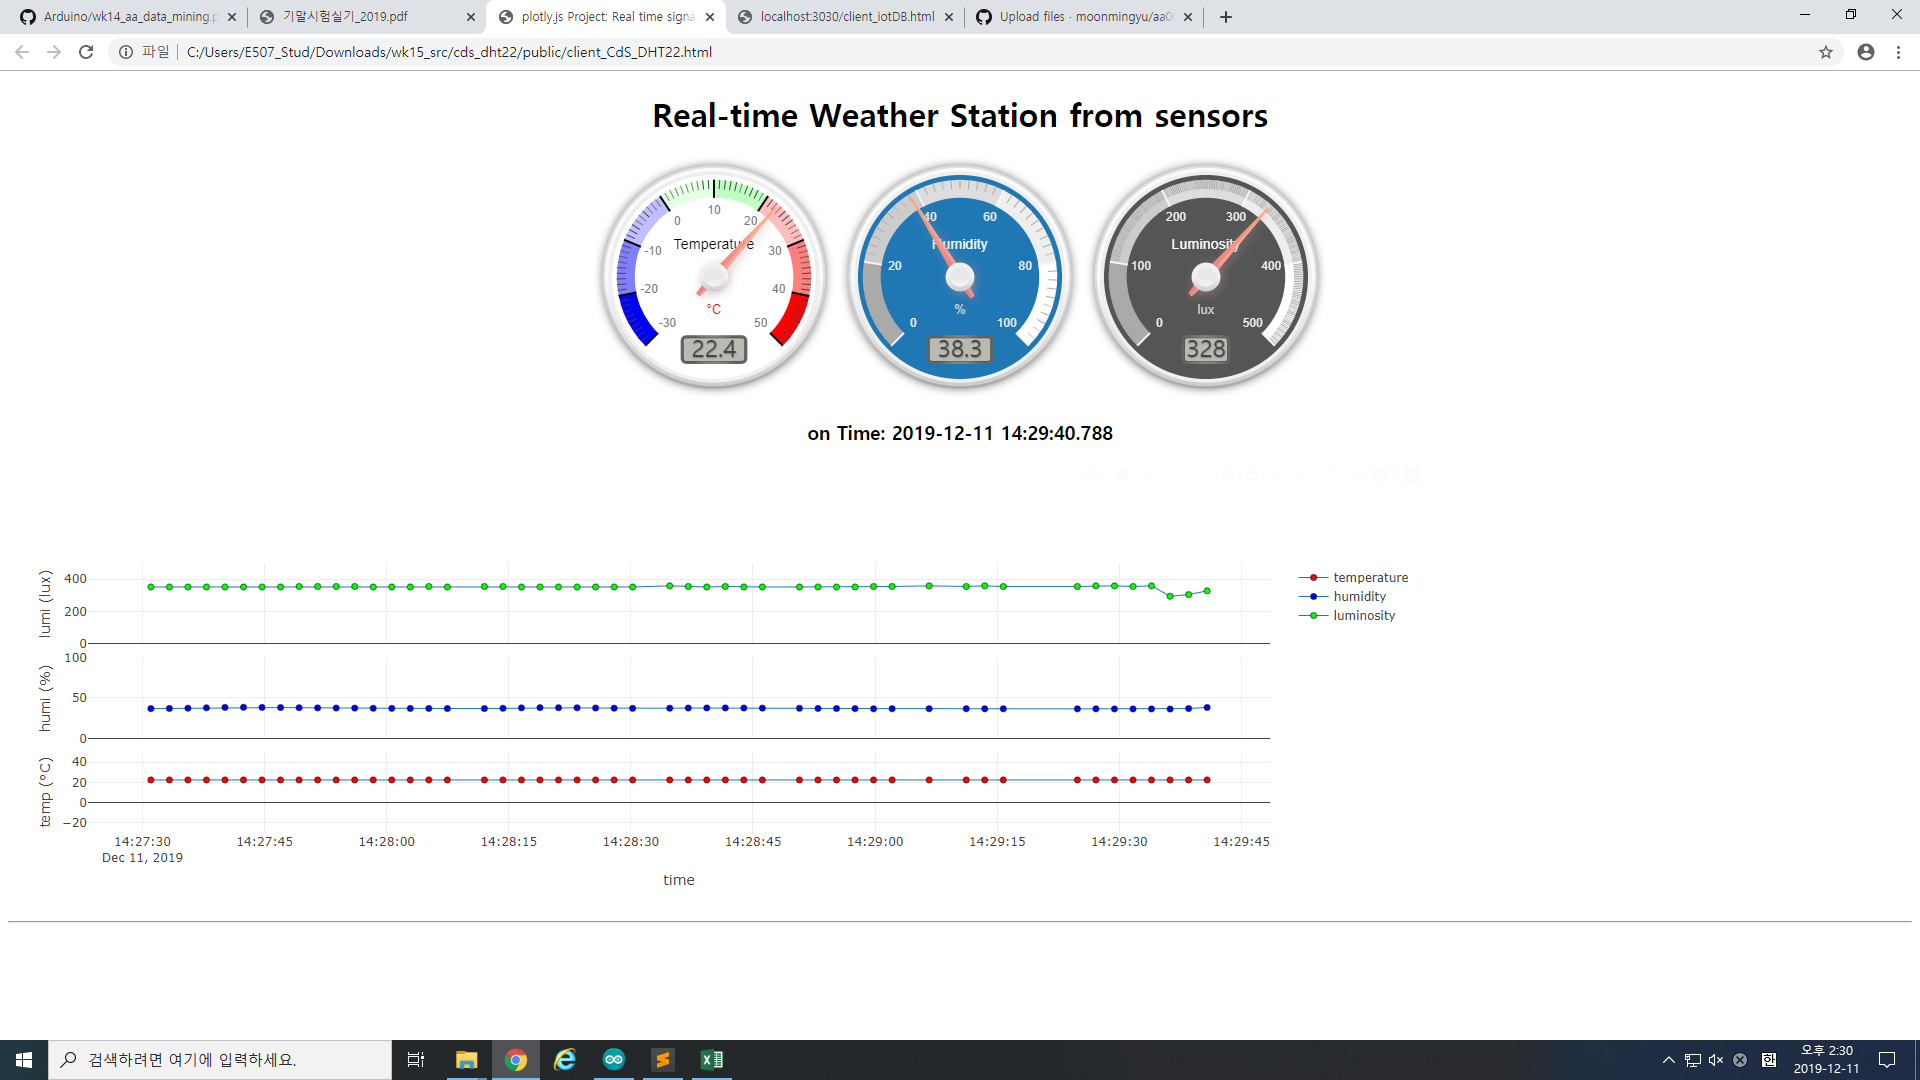 Arduino/wk14_aa_data_mining.p
기말시험실기_2019.pdf
plotly.js Project: Real time signa
localhost:3030/client_iotDB.html
Upload files · moonmingyu/aa0
파일
C:/Users/E507_Stud/Downloads/wk15_src/cds_dht22/public/client_CdS_DHT22.html
Real-time Weather Station from sensors
-30 -20 -10 0 10 20 30 40 50
Temperature
°C
22.4
0 20 40 60 80 100
Humidity
%
38.3
0 100 200 300 400 500
Luminosity
lux
328
on Time: 2019-12-11 14:29:40.788
lumi (lux)
400
200
0
humi (%)
100
50
0
temp (°C)
40
20
0
−20
14:27:30 14:27:45 14:28:00 14:28:15 14:28:30 14:28:45 14:29:00 14:29:15 14:29:30 14:29:45
Dec 11, 2019
time
temperature
humidity
luminosity
검색하려면 여기에 입력하세요.
한
오후 2:30
2019-12-11